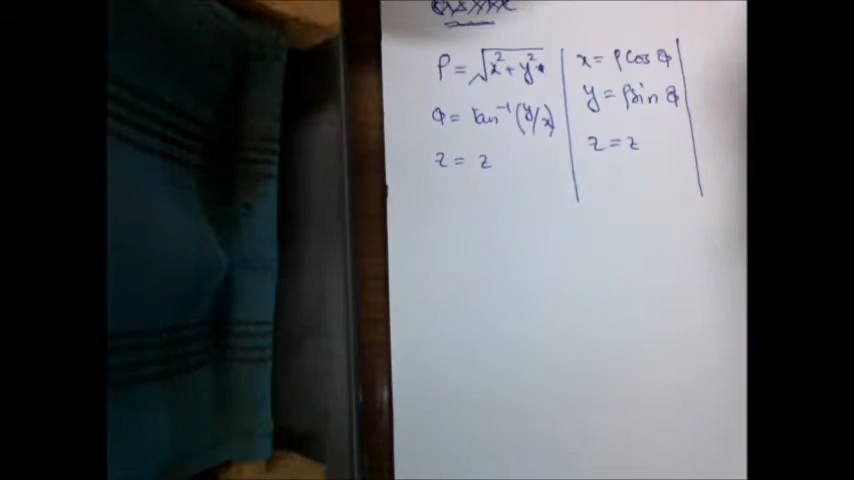 ρ = √x² + y²
φ = tan⁻¹(y/x)
z = z
x = ρ cos φ
y = ρ sin φ
z = z